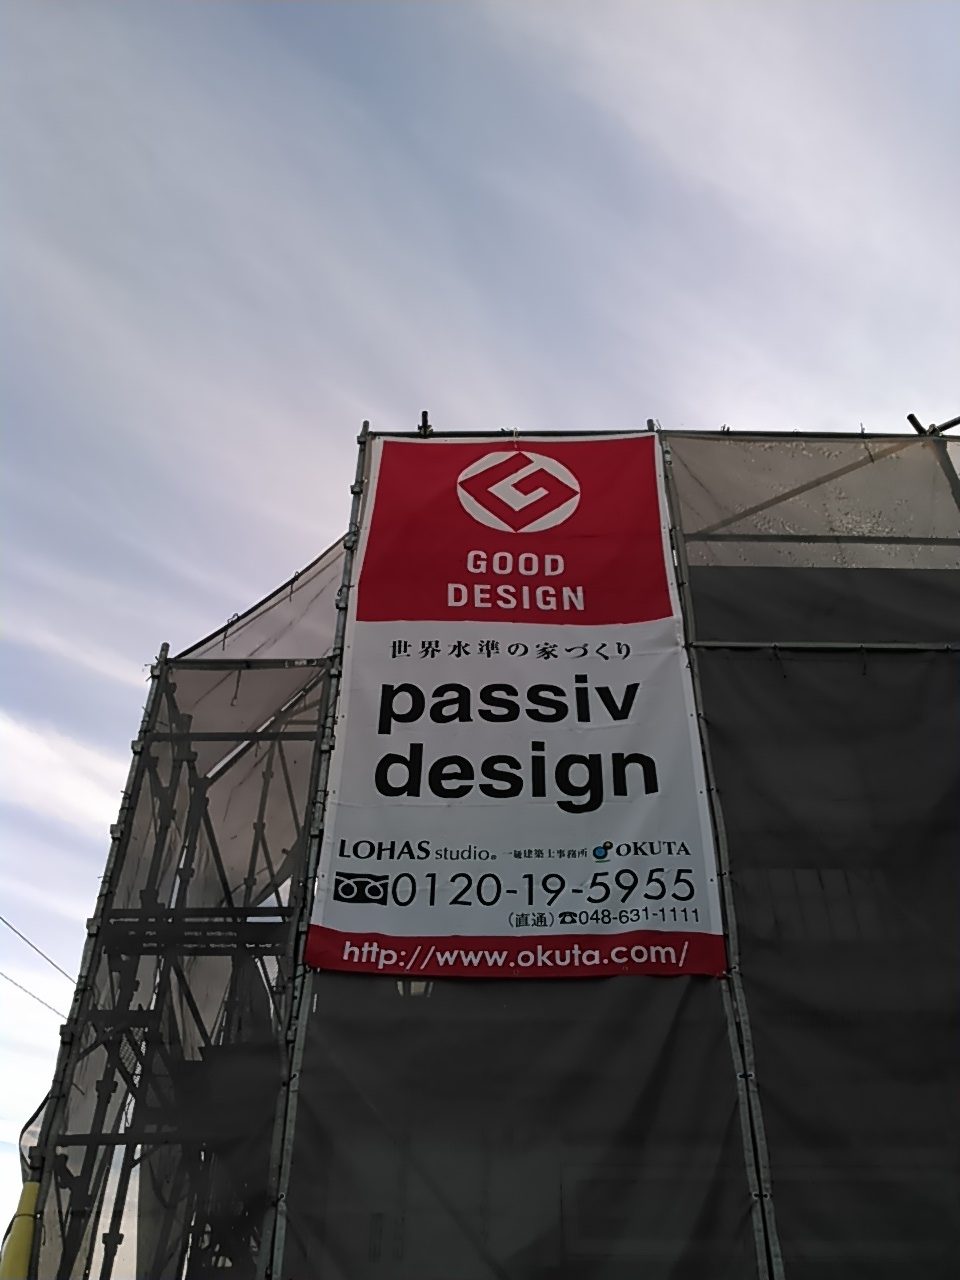 GOOD
DESIGN
世界水準の家づくり
passiv
design
LOHAS studio® 一級建築士事務所 OKUTA
0120-19-5955
（直通）☎048-631-1111
http://www.okuta.com/